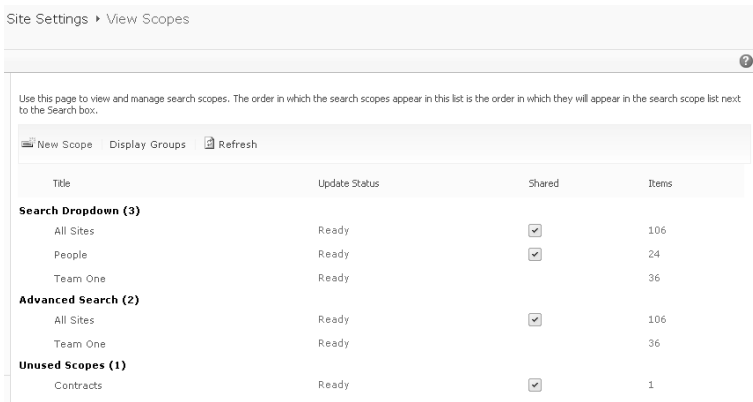 Site Settings ▸ View Scopes
Use this page to view and manage search scopes. The order in which the search scopes appear in this list is the order in which they will appear in the search scope list next
to the Search box.
New Scope Display Groups Refresh
Title Update Status Shared Items
Search Dropdown (3)
All Sites Ready 106
People Ready 24
Team One Ready 36
Advanced Search (2)
All Sites Ready 106
Team One Ready 36
Unused Scopes (1)
Contracts Ready 1